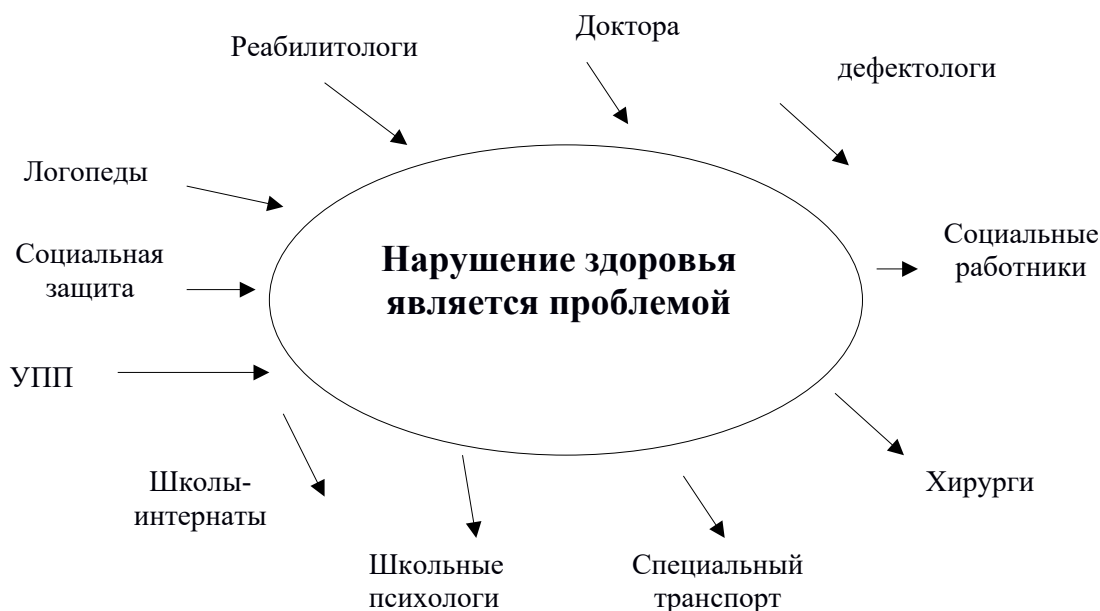 Доктора
Реабилитологи
дефектологи
Логопеды
Социальная
защита
Нарушение здоровья
является проблемой
Социальные
работники
УПП
Школы-
интернаты
Хирурги
Школьные
психологи
Специальный
транспорт